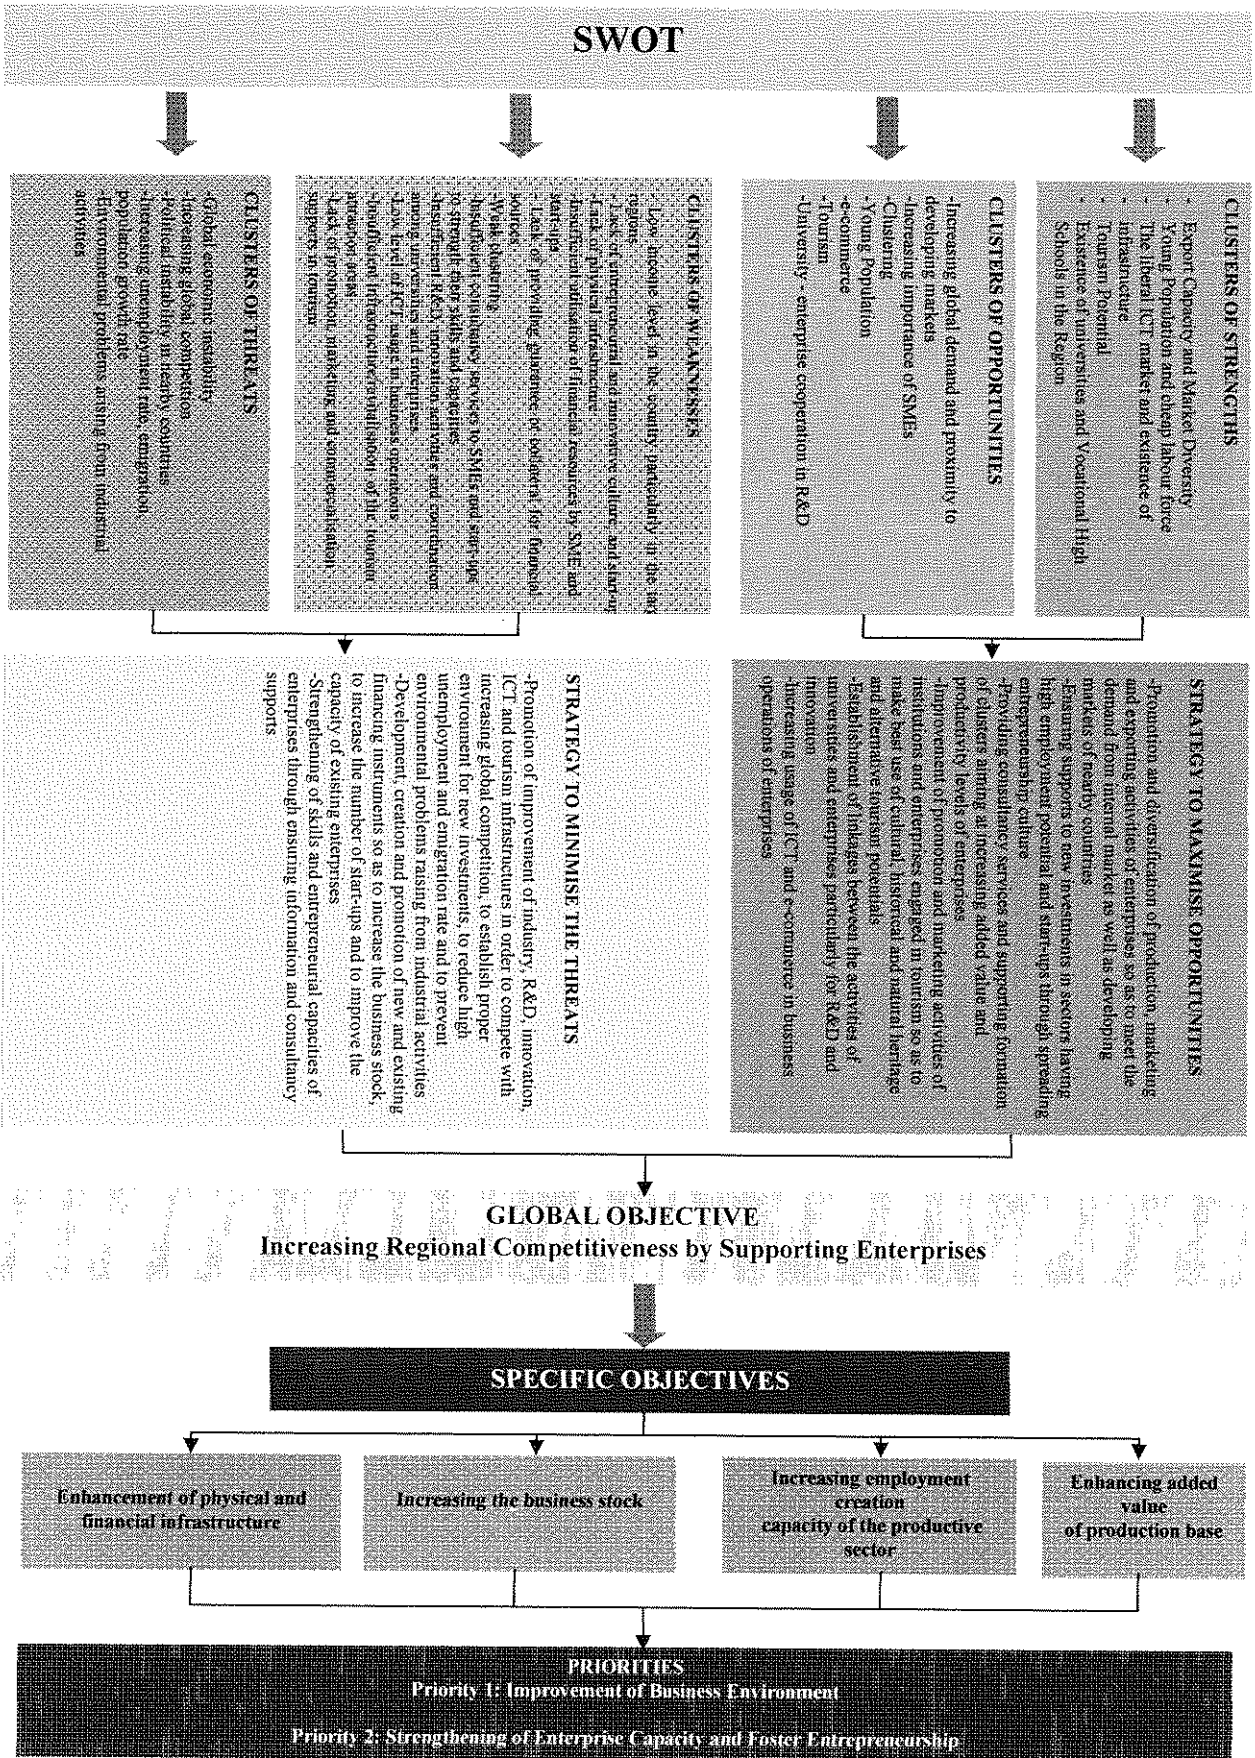 SWOT
CLUSTERS OF THREATS
-Global economic instability
-Increasing global competition
-Political instability in nearby countries
-Increasing unemployment rate, emigration,
population growth rate
-Environmental problems arising from industrial
activities
CLUSTERS OF WEAKNESSES
-Low income level in the country particularly in the targ
regions
-Lack of entrepreneurial and innovative culture and startup
-Lack of physical infrastructure
-Insufficient utilisation of financial resources by SME and
start-ups
- Lack of providing guarantee or collateral for financial
sources
-Weak clustering
-Insufficient consultancy services to SMEs and start-ups
to strength their skills and capacities
-Insufficient R&D, innovation activities and coordination
among universities and enterprises
-Low level of ICT usage in business operations
-Insufficient infrastructure/mobilisation of the tourism
attraction areas
-Lack of promotion, marketing and commercialisation
supports in tourism
CLUSTERS OF OPPORTUNITIES
-Increasing global demand and proximity to
developing markets
-Increasing importance of SMEs
-Clustering
-Young Population
-e-commerce
-Tourism
-University - enterprise cooperation in R&D
CLUSTERS OF STRENGTHS
- Export Capacity and Market Diversity
- Young Population and cheap labour force
- The liberal ICT market and existence of
infrastructure
- Tourism Potential
- Existence of universities and Vocational High
Schools in the Region
STRATEGY TO MINIMISE THE THREATS
-Promotion of improvement of industry, R&D, innovation,
ICT and tourism infrastructures in order to compete with
increasing global competition, to establish proper
environment for new investments, to reduce high
unemployment and emigration rate and to prevent
environmental problems raising from industrial activities
-Development, creation and promotion of new and existing
financing instruments so as to increase the business stock,
to increase the number of start-ups and to improve the
capacity of existing enterprises
-Strengthening of skills and entrepreneurial capacities of
enterprises through ensuring information and consultancy
supports
STRATEGY TO MAXIMISE OPPORTUNITIES
-Promotion and diversification of production, marketing
and exporting activities of enterprises so as to meet the
demand from internal market as well as developing
markets of nearby countries
-Ensuring supports to new investments in sectors having
high employment potential and start-ups through spreading
entrepreneurship culture
-Providing consultancy services and supporting formation
of clusters aiming at increasing added value and
productivity levels of enterprises
-Improvement of promotion and marketing activities of
institutions and enterprises engaged in tourism so as to
make best use of cultural, historical and natural heritage
and alternative tourism potentials
-Establishment of linkages between the activities of
universities and enterprises particularly for R&D and
innovation
-Increasing usage of ICT and e-commerce in business
operations of enterprises
GLOBAL OBJECTIVE
Increasing Regional Competitiveness by Supporting Enterprises
SPECIFIC OBJECTIVES
Enhancement of physical and
financial infrastructure
Increasing the business stock
Increasing employment
creation
capacity of the productive
sector
Enhancing added
value
of production base
PRIORITIES
Priority 1: Improvement of Business Environment
Priority 2: Strengthening of Enterprise Capacity and Foster Entrepreneurship